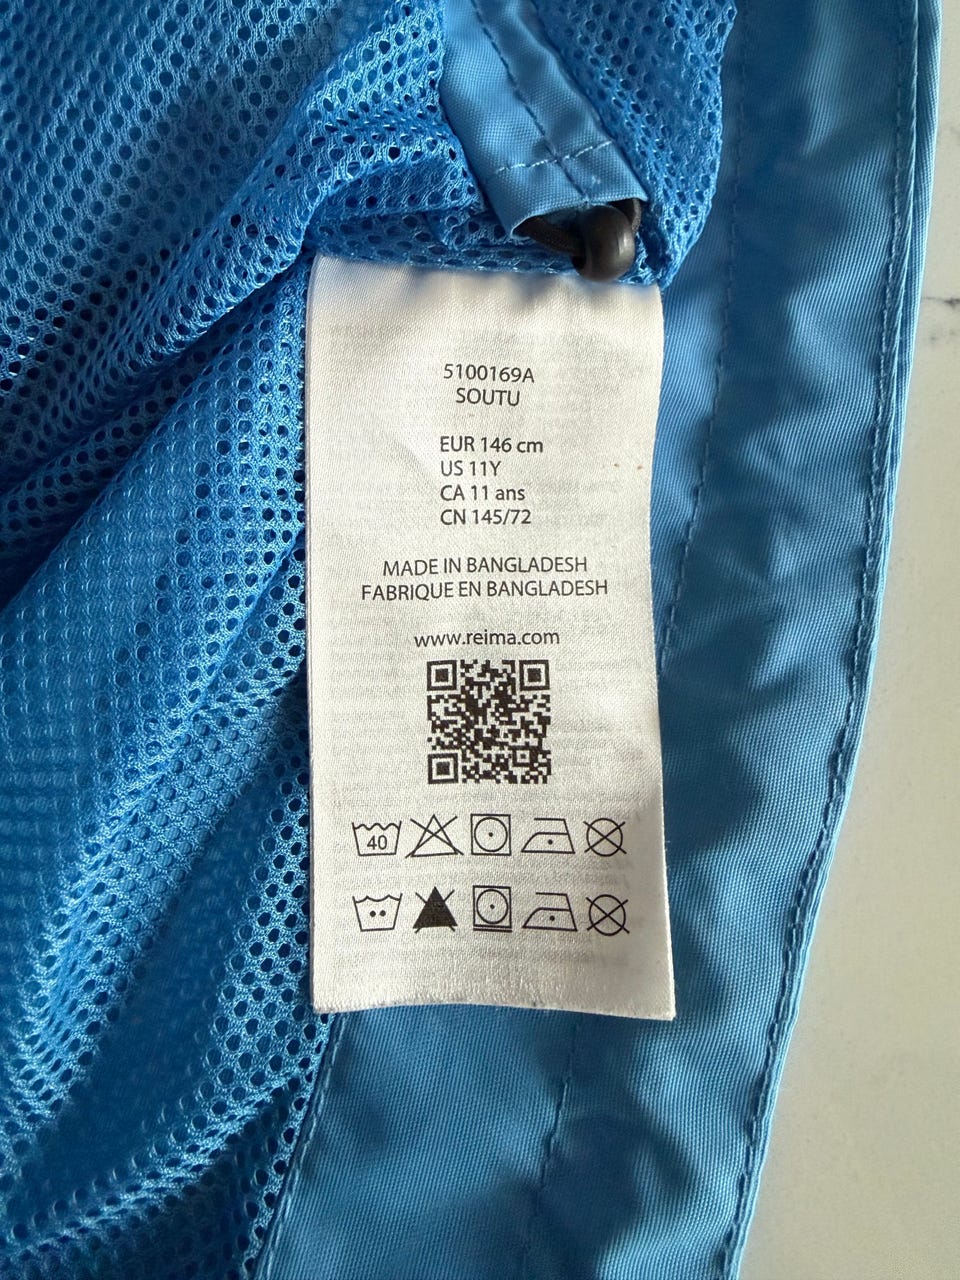 5100169A
SOUTU
EUR 146 cm
US 11Y
CA 11 ans
CN 145/72
MADE IN BANGLADESH
FABRIQUE EN BANGLADESH
www.reima.com
40